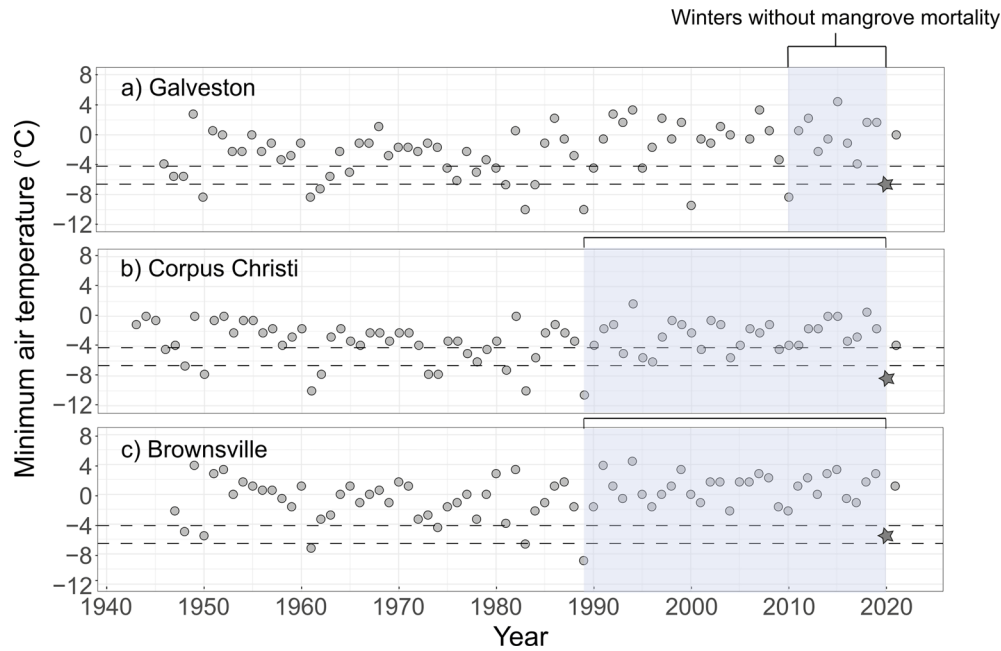 Winters without mangrove mortality
Minimum air temperature (°C)
a) Galveston
8
4
0
−4
−8
−12
b) Corpus Christi
8
4
0
−4
−8
−12
c) Brownsville
8
4
0
−4
−8
−12
1940 1950 1960 1970 1980 1990 2000 2010 2020
Year